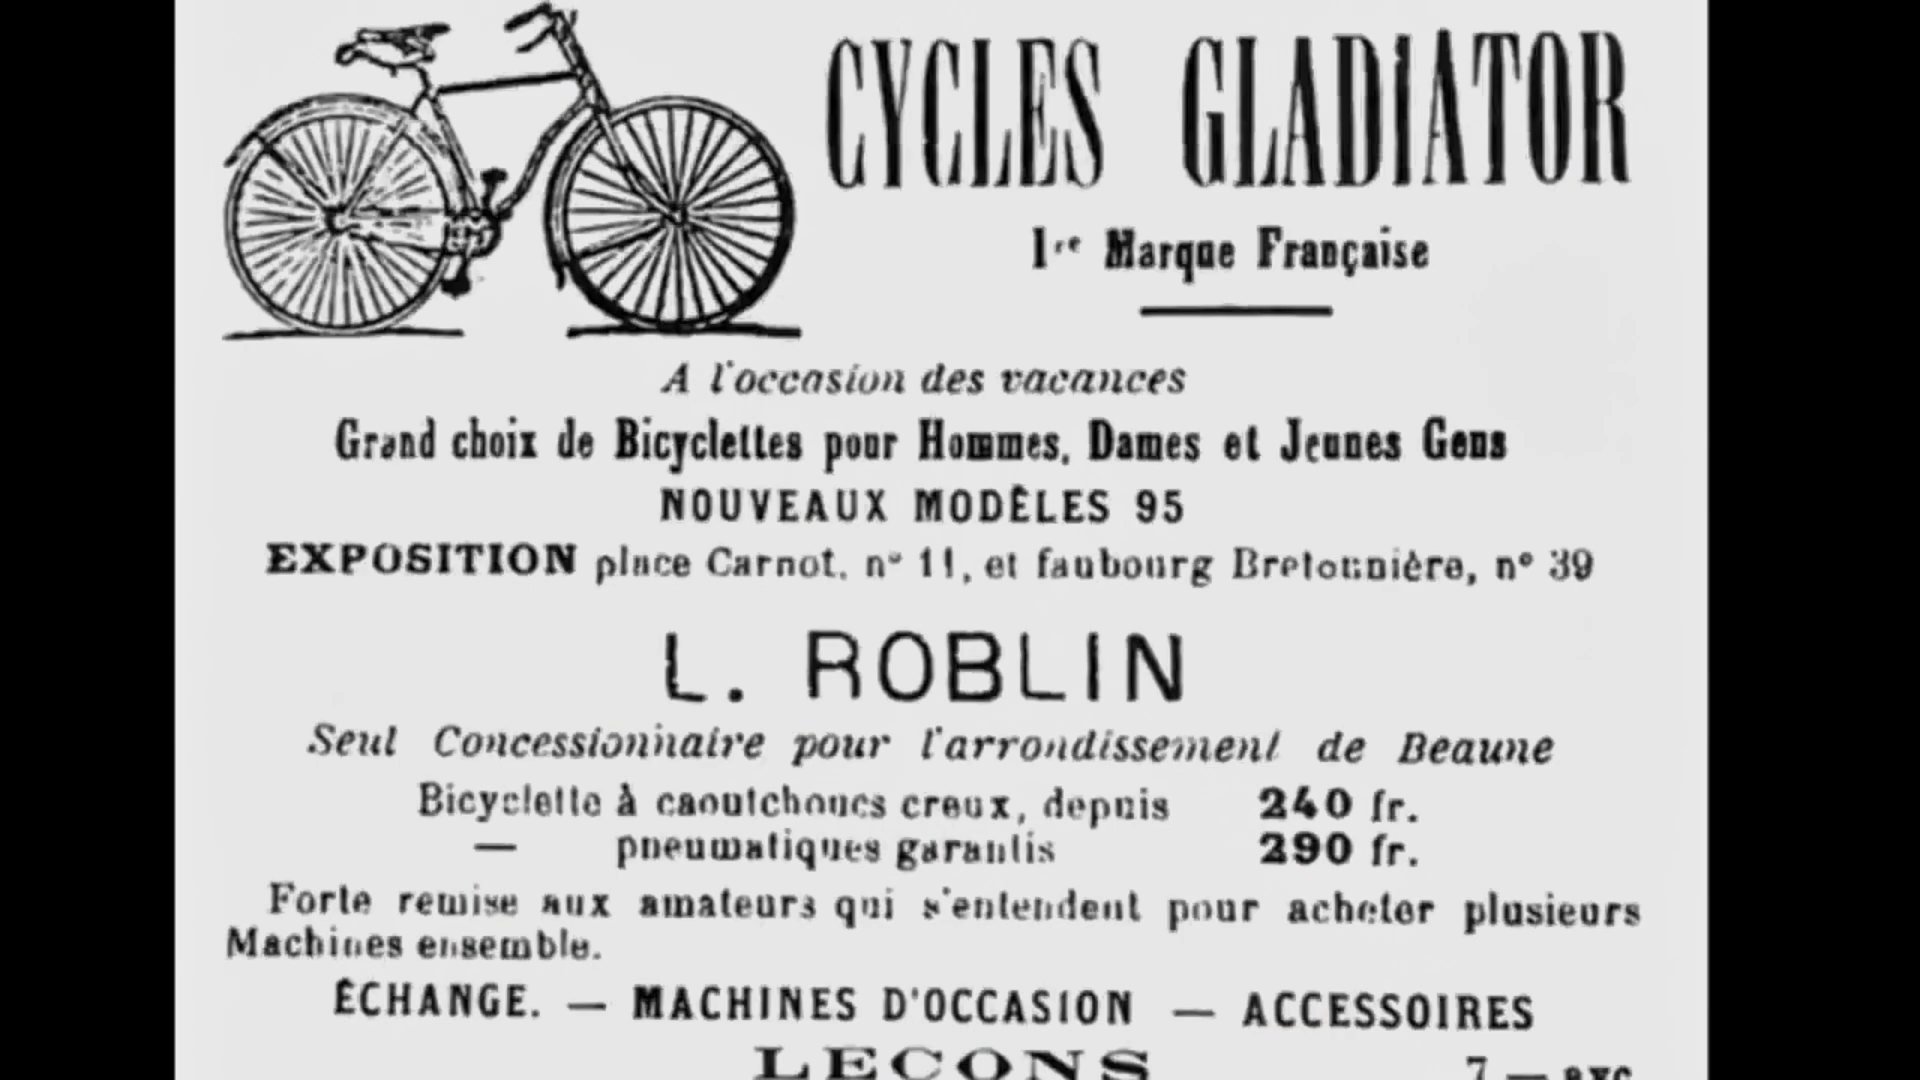 CYCLES GLADIATOR
1re Marque Française
A l'occasion des vacances
Grand choix de Bicyclettes pour Hommes, Dames et Jeunes Gens
NOUVEAUX MODÈLES 95
EXPOSITION place Carnot, n° 11, et faubourg Bretonnière, n° 39
L. ROBLIN
Seul Concessionnaire pour l'arrondissement de Beaune
Bicyclette à caoutchoucs creux, depuis 240 fr.
— pneumatiques garantis 290 fr.
Forte remise aux amateurs qui s'entendent pour acheter plusieurs
Machines ensemble.
ÉCHANGE. — MACHINES D'OCCASION — ACCESSOIRES
LEÇONS 7 —